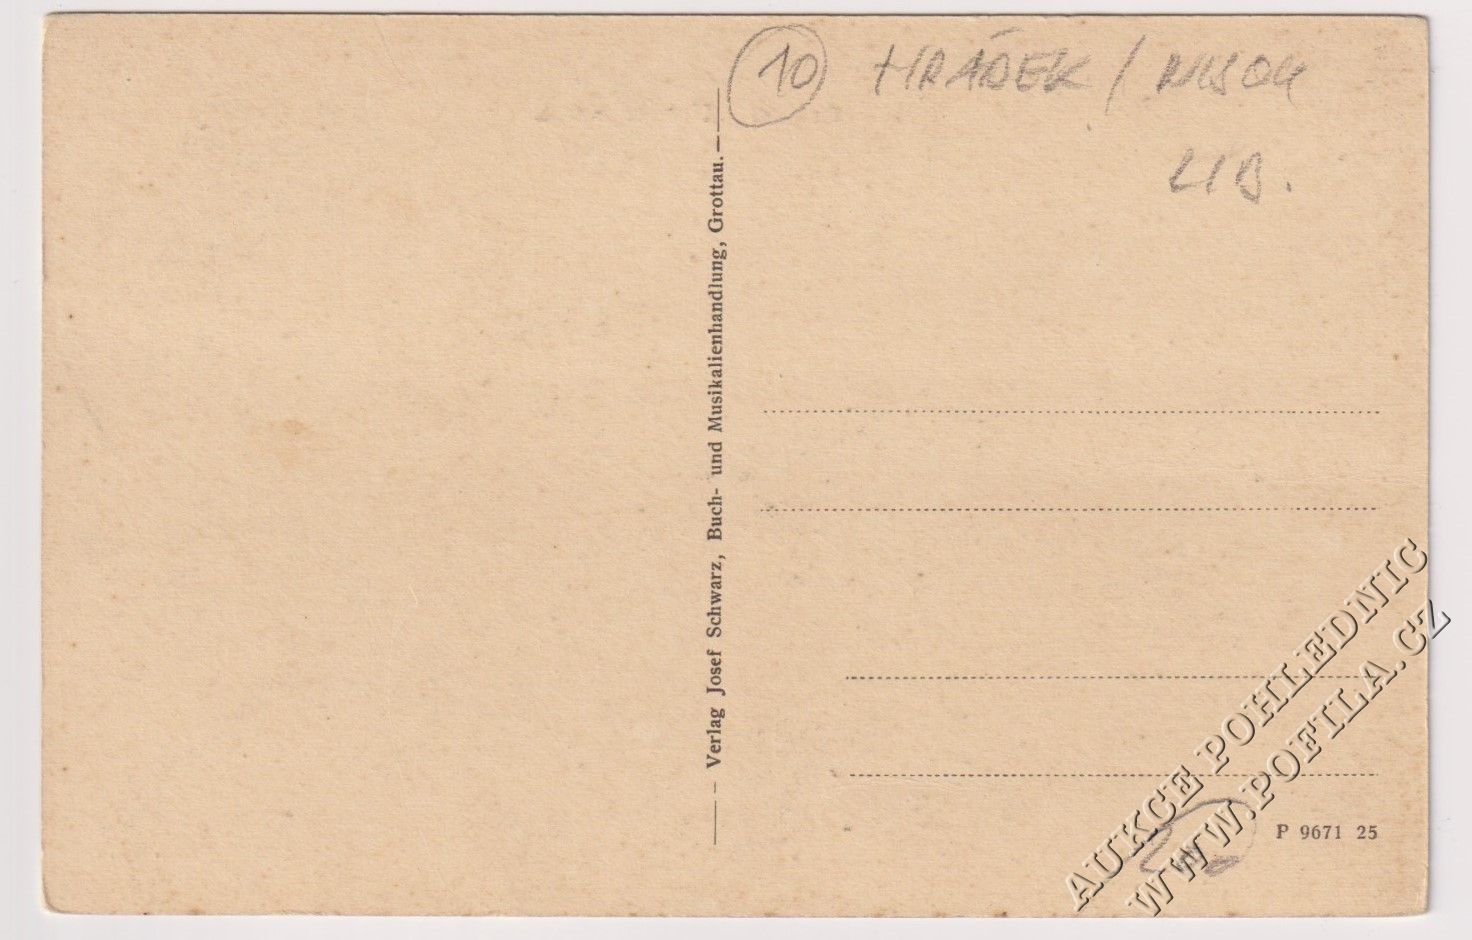 10 HRÁDEK / NISOU
LIB.
Verlag Josef Schwarz, Buch- und Musikalienhandlung, Grottau.
P 9671 25
AUKCE POHLEDNIC
WWW.POFILA.CZ